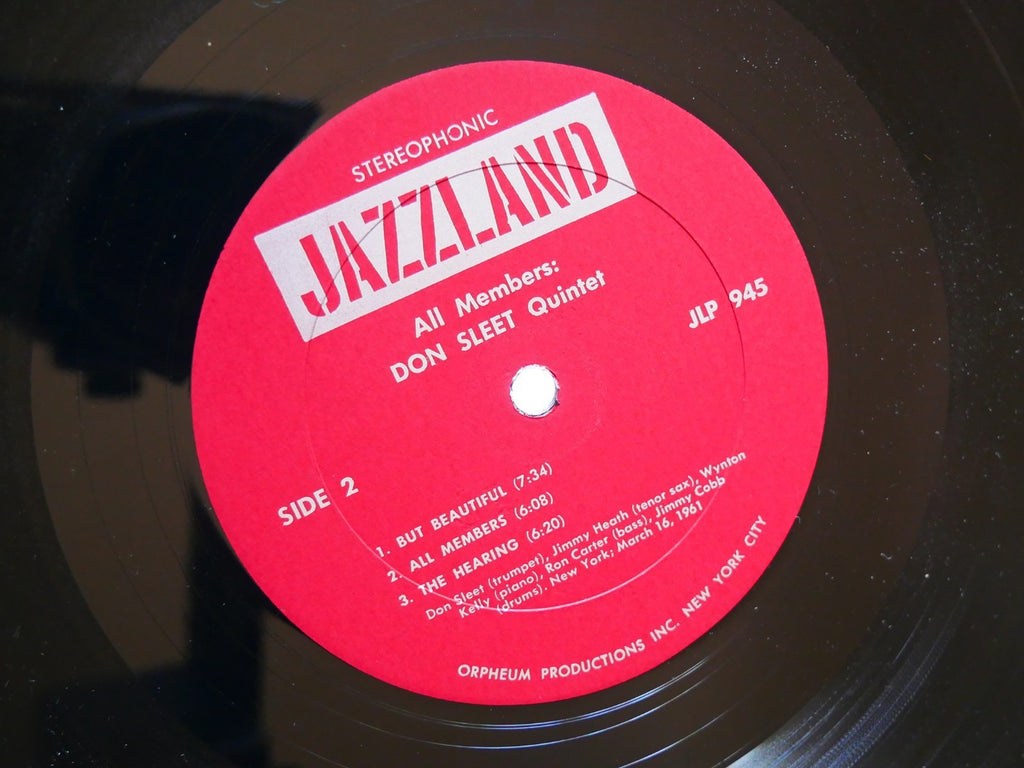 STEREOPHONIC
JAZZLAND
All Members:
DON SLEET Quintet
JLP 945
SIDE 2
1. BUT BEAUTIFUL (7:34)
2. ALL MEMBERS (6:08)
3. THE HEARING (6:20)
Don Sleet (trumpet), Jimmy Heath (tenor sax), Wynton
Kelly (piano), Ron Carter (bass), Jimmy Cobb
(drums). New York; March 16, 1961
ORPHEUM PRODUCTIONS INC. NEW YORK CITY